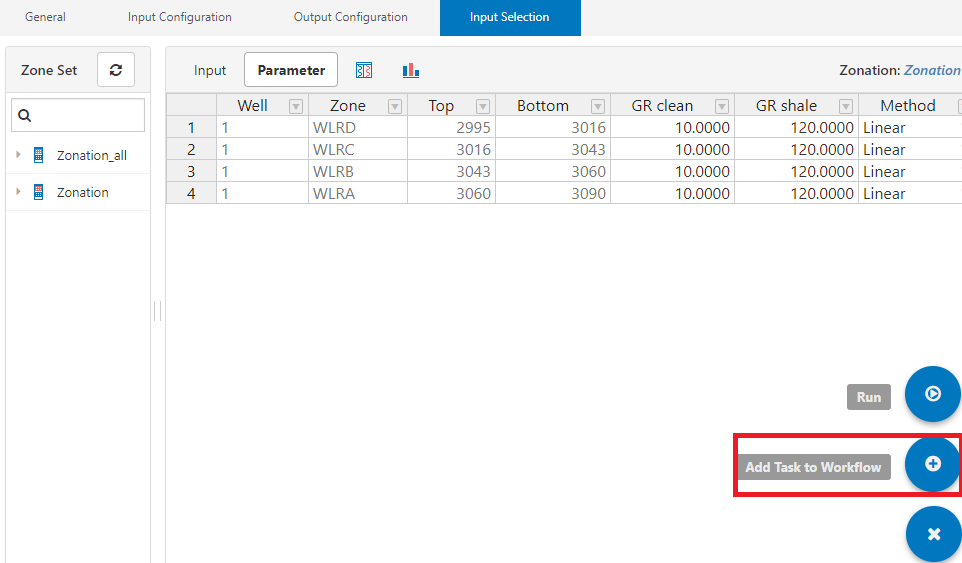 General Input Configuration Output Configuration Input Selection
Zone Set Input Parameter Zonation: Zonation
Well Zone Top Bottom GR clean GR shale Method
1 1 WLRD 2995 3016 10.0000 120.0000 Linear
2 1 WLRC 3016 3043 10.0000 120.0000 Linear
3 1 WLRB 3043 3060 10.0000 120.0000 Linear
4 1 WLRA 3060 3090 10.0000 120.0000 Linear
Zonation_all
Zonation
Run
Add Task to Workflow